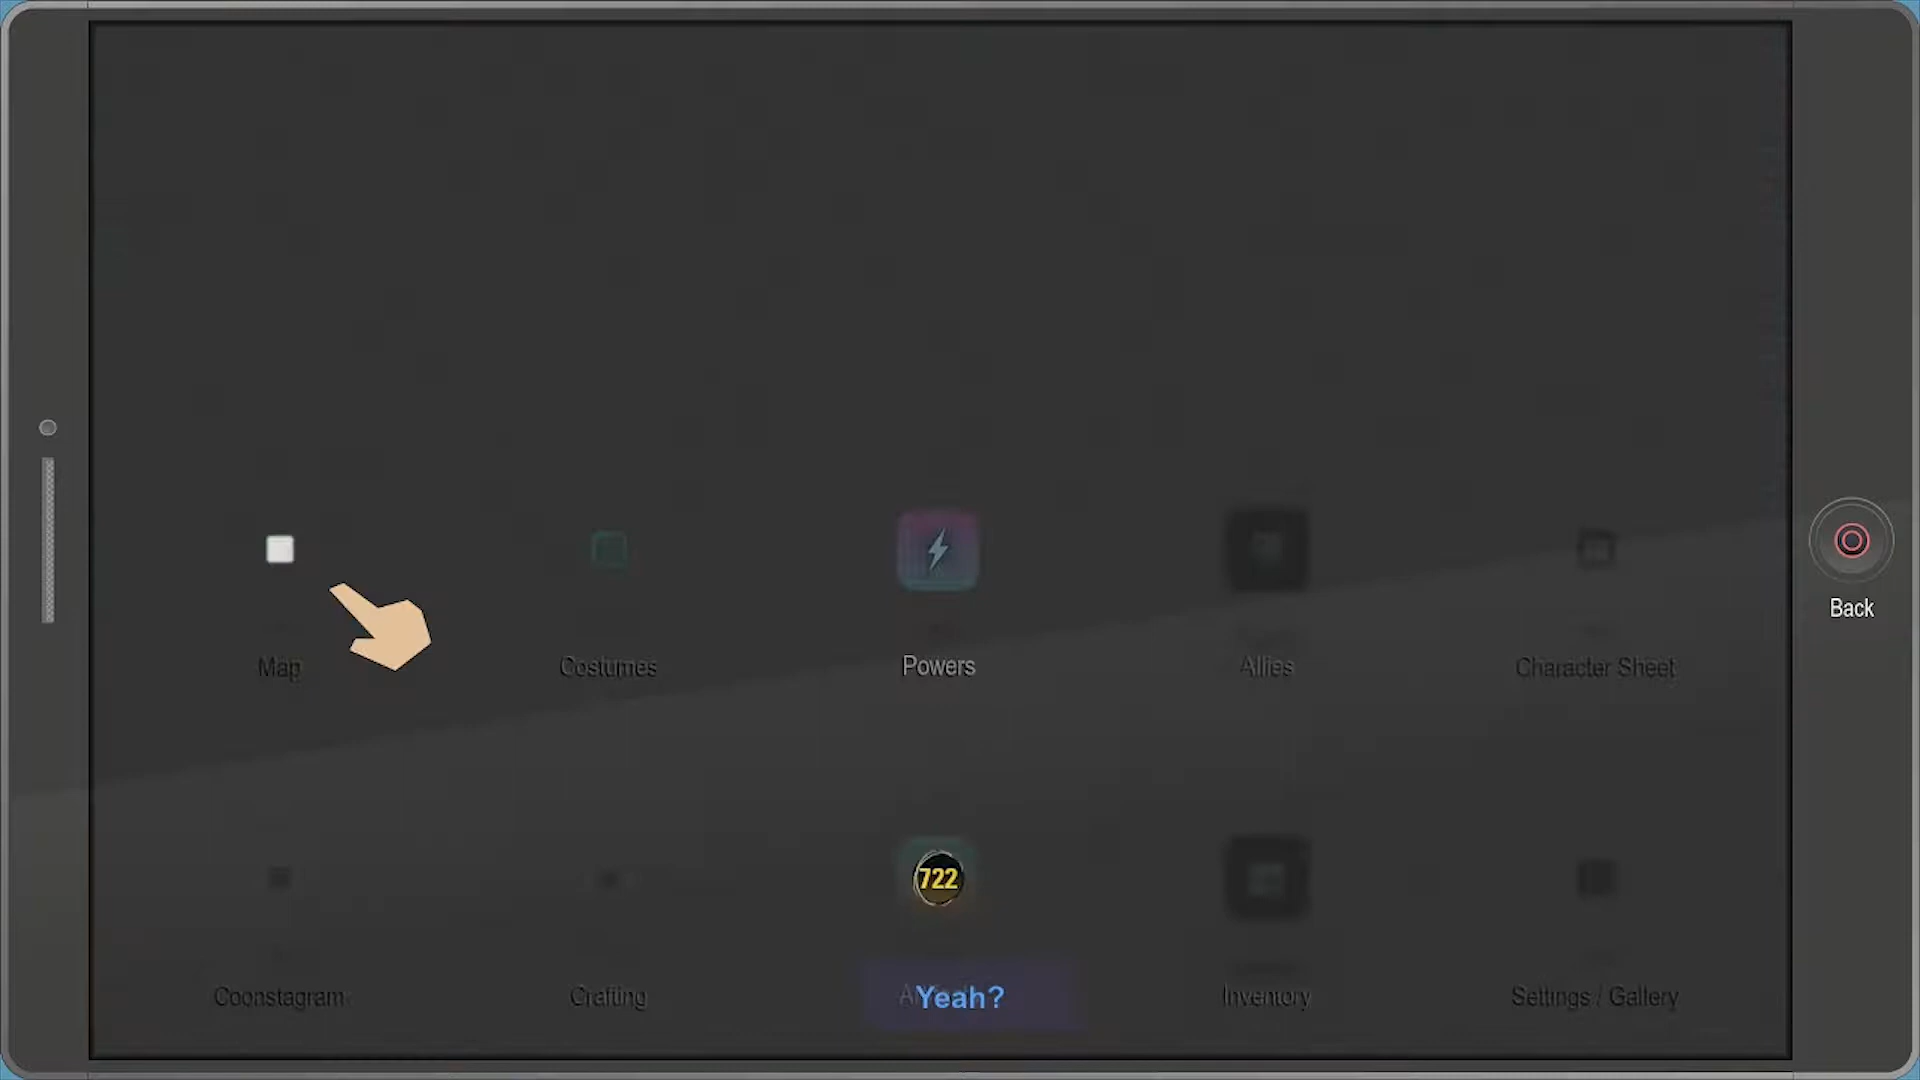 Back
Map
Costumes
Powers
Allies
Character Sheet
722
Coonstagram
Crafting
Yeah?
Inventory
Settings / Gallery